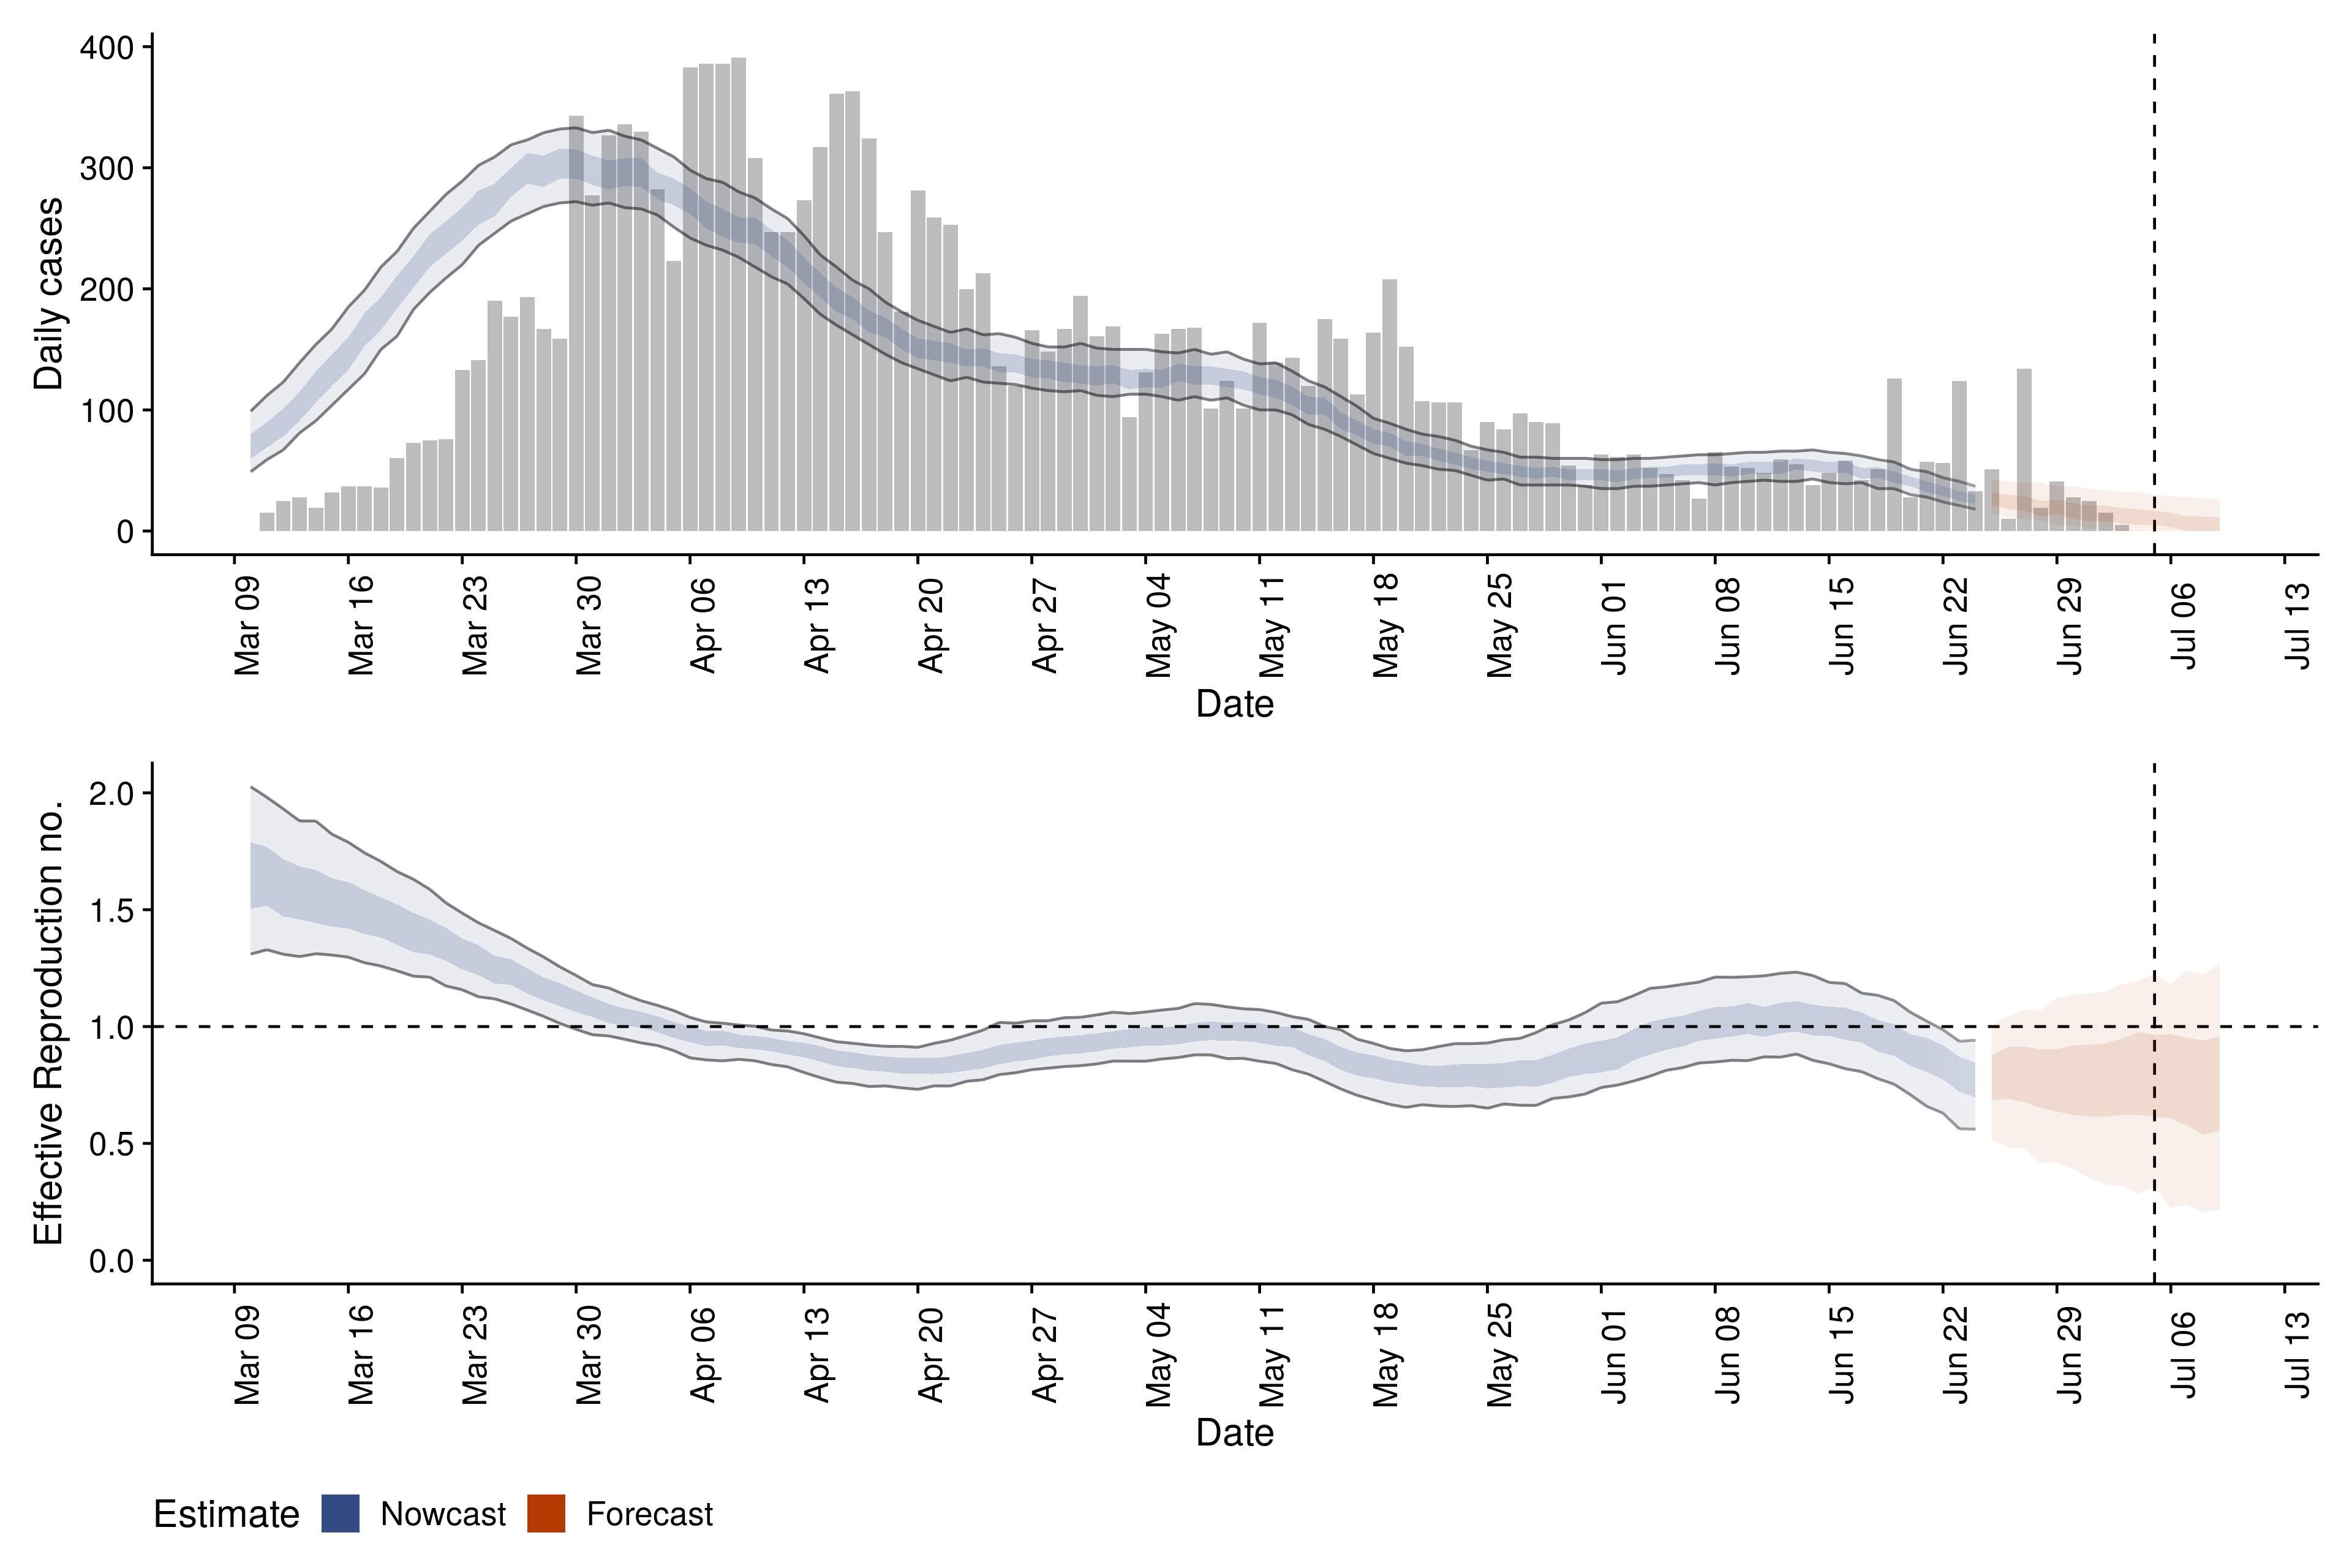 400
300
200
100
0
Daily cases
Mar 09 Mar 16 Mar 23 Mar 30 Apr 06 Apr 13 Apr 20 Apr 27 May 04 May 11 May 18 May 25 Jun 01 Jun 08 Jun 15 Jun 22 Jun 29 Jul 06 Jul 13
Date
2.0
1.5
1.0
0.5
0.0
Effective Reproduction no.
Mar 09 Mar 16 Mar 23 Mar 30 Apr 06 Apr 13 Apr 20 Apr 27 May 04 May 11 May 18 May 25 Jun 01 Jun 08 Jun 15 Jun 22 Jun 29 Jul 06 Jul 13
Date
Estimate Nowcast Forecast